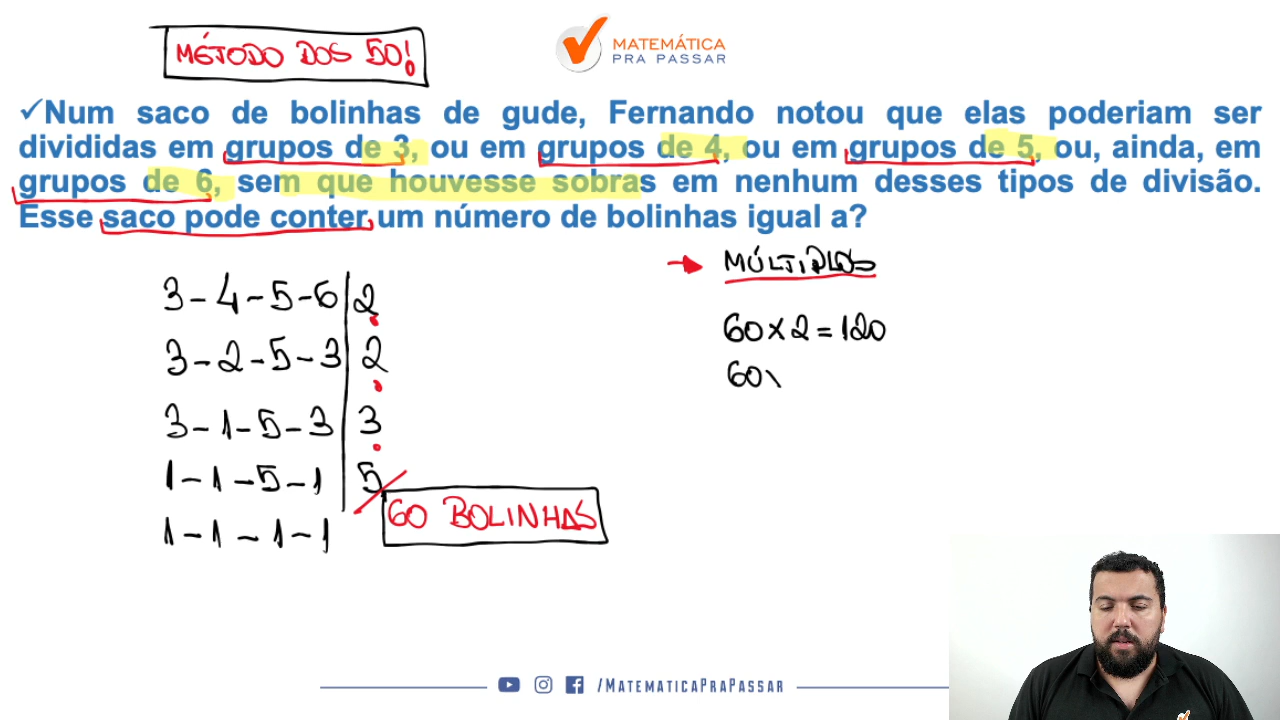 MÉTODO DOS 50!
MATEMÁTICA
PRA PASSAR
✓Num saco de bolinhas de gude, Fernando notou que elas poderiam ser
divididas em grupos de 3, ou em grupos de 4, ou em grupos de 5, ou, ainda, em
grupos de 6, sem que houvesse sobras em nenhum desses tipos de divisão.
Esse saco pode conter um número de bolinhas igual a?
→ MÚLTIPLOS
3-4-5-6|2
3-2-5-3|2
3-1-5-3|3
1-1-5-1|5
1-1-1-1
60 BOLINHAS
60×2=120
60
/MatematicaPraPassar